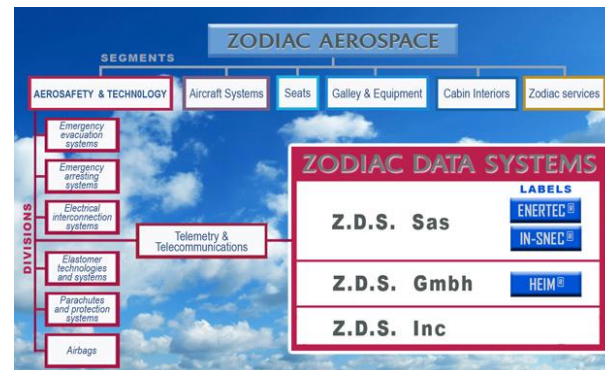 ZODIAC AEROSPACE
SEGMENTS
AEROSAFETY & TECHNOLOGY
Aircraft Systems
Seats
Galley & Equipment
Cabin Interiors
Zodiac services
DIVISIONS
Emergency
evacuation
systems
Emergency
arresting
systems
Electrical
interconnection
systems
Telemetry &
Telecommunications
Elastomer
technologies
and systems
Parachutes
and protection
systems
Airbags
ZODIAC DATA SYSTEMS
LABELS
Z.D.S. Sas
ENERTEC®
IN-SNEC®
Z.D.S. Gmbh
HEIM®
Z.D.S. Inc